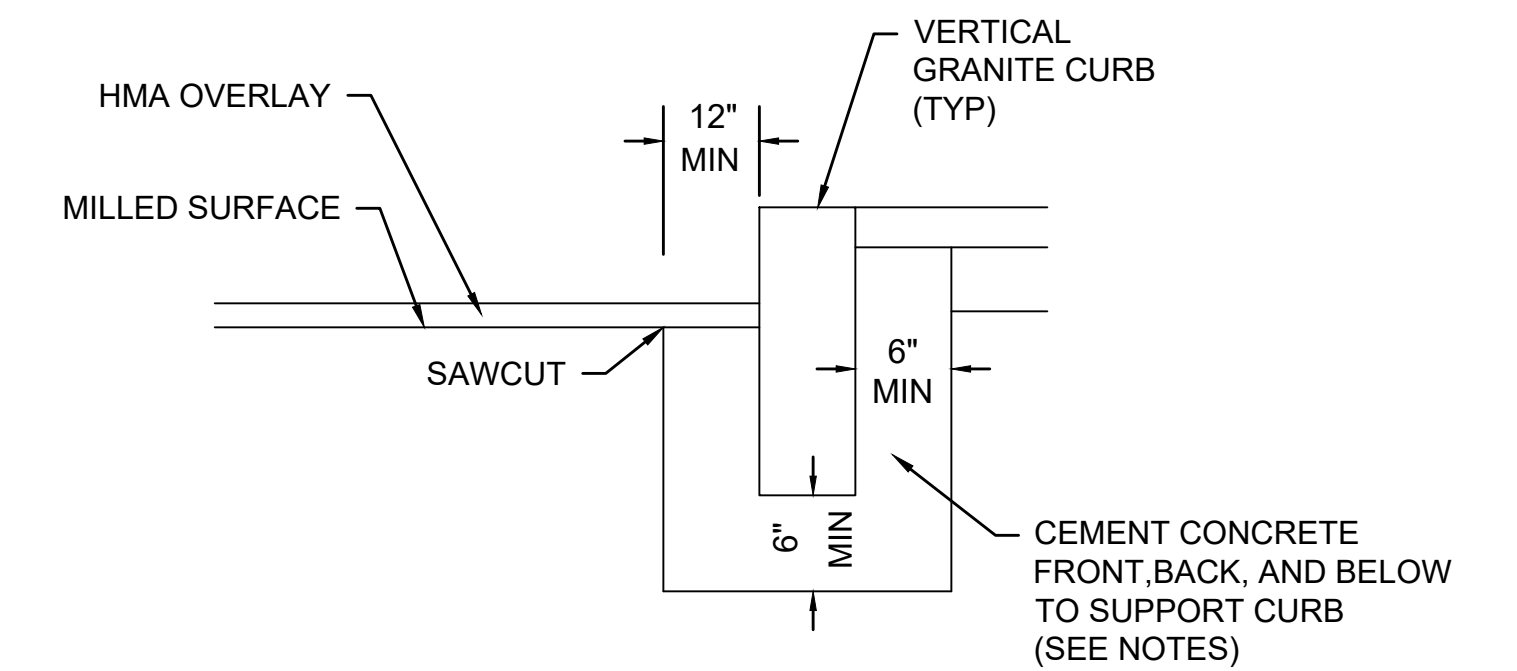 VERTICAL
GRANITE CURB
(TYP)
HMA OVERLAY
12"
MIN
MILLED SURFACE
SAWCUT
6"
MIN
6"
MIN
CEMENT CONCRETE
FRONT,BACK, AND BELOW
TO SUPPORT CURB
(SEE NOTES)